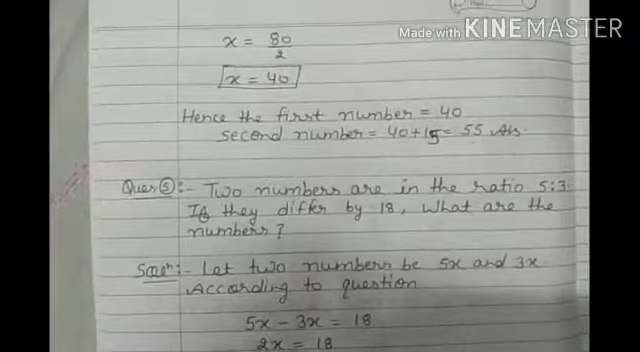 Made with KINEMASTER
x = 80/2
x = 40
Hence the first number = 40
second number = 40+15 = 55 Ans.
Ques ⑤:- Two numbers are in the ratio 5:3.
If they differ by 18, what are the
numbers?
Soln:- Let two numbers be 5x and 3x
According to question
5x - 3x = 18
2x = 18